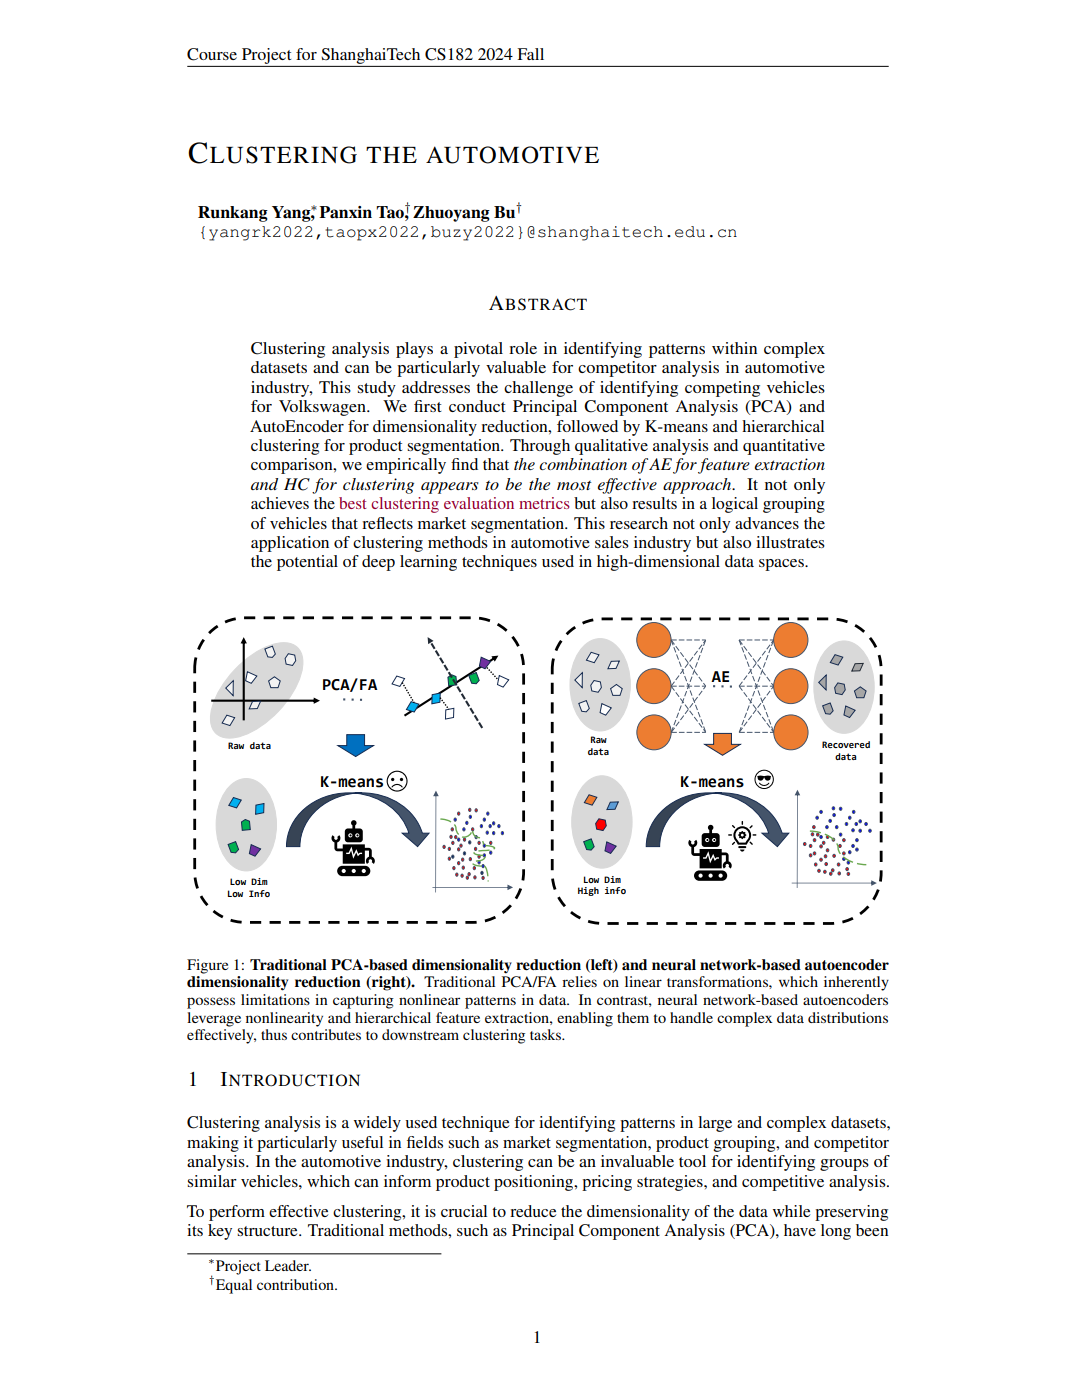 Course Project for ShanghaiTech CS182 2024 Fall
CLUSTERING THE AUTOMOTIVE
Runkang Yang,* Panxin Tao,† Zhuoyang Bu†
{yangrk2022,taopx2022,buzy2022}@shanghaitech.edu.cn
ABSTRACT
Clustering analysis plays a pivotal role in identifying patterns within complex
datasets and can be particularly valuable for competitor analysis in automotive
industry, This study addresses the challenge of identifying competing vehicles
for Volkswagen. We first conduct Principal Component Analysis (PCA) and
AutoEncoder for dimensionality reduction, followed by K-means and hierarchical
clustering for product segmentation. Through qualitative analysis and quantitative
comparison, we empirically find that the combination of AE for feature extraction
and HC for clustering appears to be the most effective approach. It not only
achieves the best clustering evaluation metrics but also results in a logical grouping
of vehicles that reflects market segmentation. This research not only advances the
application of clustering methods in automotive sales industry but also illustrates
the potential of deep learning techniques used in high-dimensional data spaces.
Raw data
PCA/FA
...
K-means
Low Dim
Low Info
Raw
data
AE
...
Recovered
data
K-means
Low Dim
High info
Figure 1: Traditional PCA-based dimensionality reduction (left) and neural network-based autoencoder
dimensionality reduction (right). Traditional PCA/FA relies on linear transformations, which inherently
possess limitations in capturing nonlinear patterns in data. In contrast, neural network-based autoencoders
leverage nonlinearity and hierarchical feature extraction, enabling them to handle complex data distributions
effectively, thus contributes to downstream clustering tasks.
1 INTRODUCTION
Clustering analysis is a widely used technique for identifying patterns in large and complex datasets,
making it particularly useful in fields such as market segmentation, product grouping, and competitor
analysis. In the automotive industry, clustering can be an invaluable tool for identifying groups of
similar vehicles, which can inform product positioning, pricing strategies, and competitive analysis.
To perform effective clustering, it is crucial to reduce the dimensionality of the data while preserving
its key structure. Traditional methods, such as Principal Component Analysis (PCA), have long been
*Project Leader.
†Equal contribution.
1